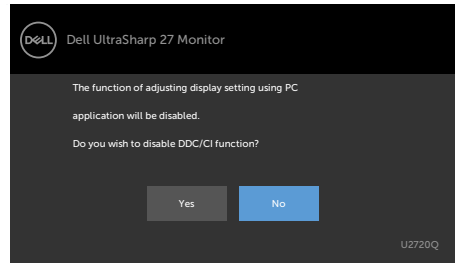 DELL
Dell UltraSharp 27 Monitor
The function of adjusting display setting using PC
application will be disabled.
Do you wish to disable DDC/CI function?
Yes No
U2720Q